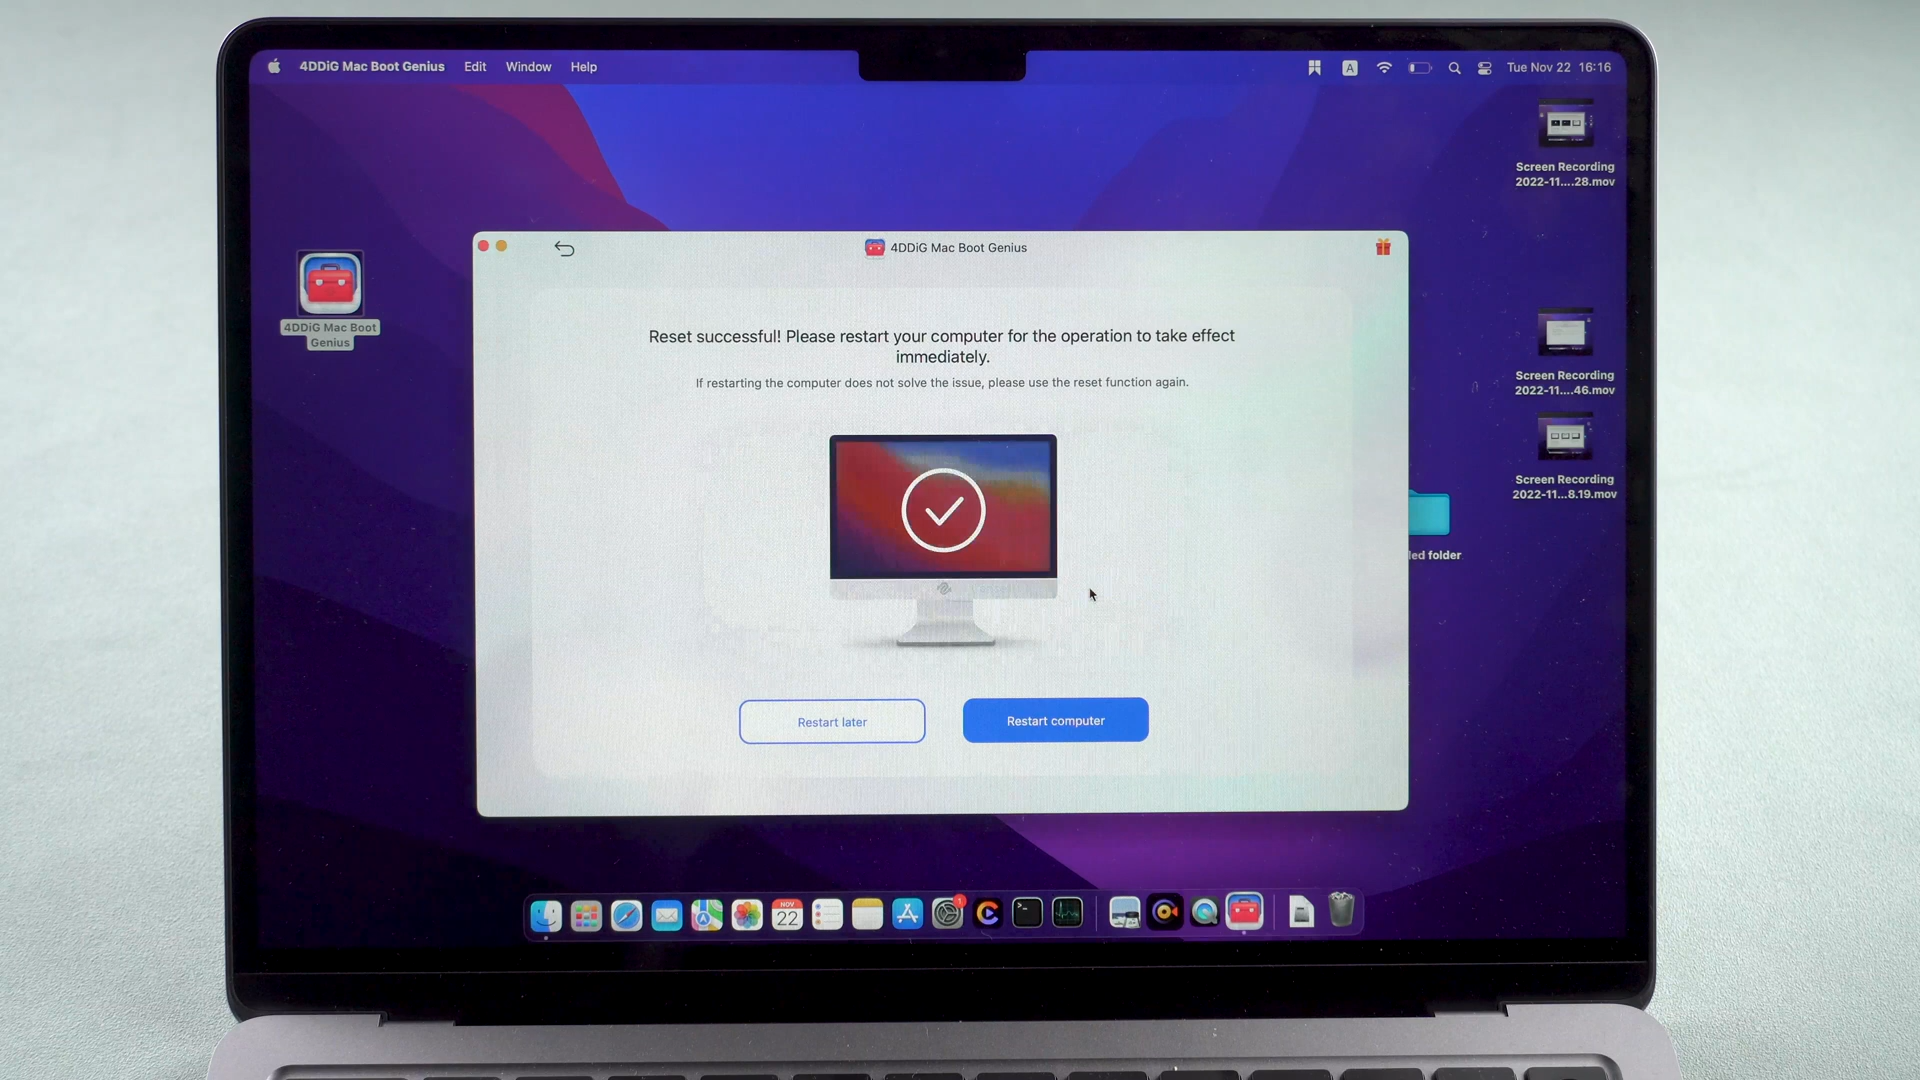 4DDiG Mac Boot Genius Edit Window Help
A Tue Nov 22 16:16
Screen Recording
2022-11....28.mov
4DDiG Mac Boot
Genius
4DDiG Mac Boot Genius
Reset successful! Please restart your computer for the operation to take effect
immediately.
If restarting the computer does not solve the issue, please use the reset function again.
Screen Recording
2022-11....46.mov
Screen Recording
2022-11...8.19.mov
led folder
Restart later
Restart computer
NOV
22
1